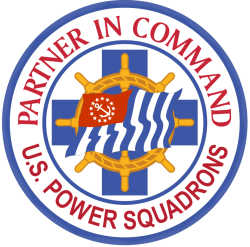 PARTNER IN COMMAND
U.S. POWER SQUADRONS